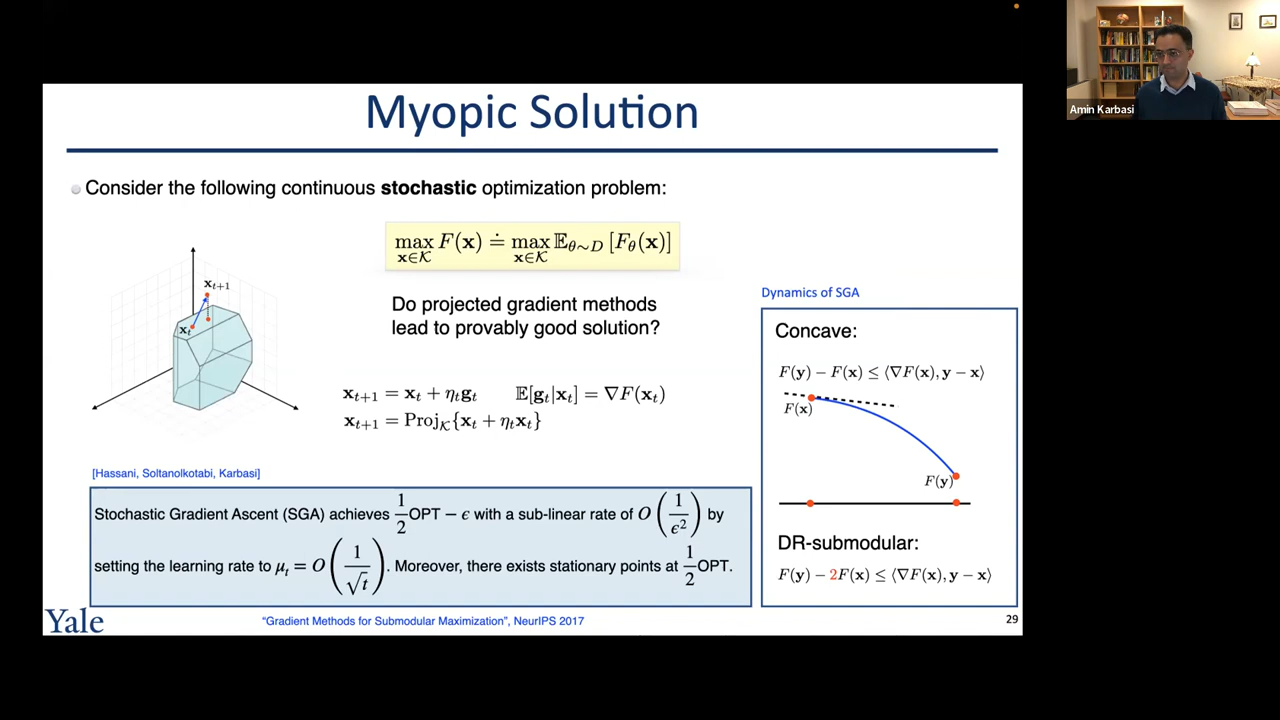 Amin Karbasi
Myopic Solution
Consider the following continuous stochastic optimization problem:
max_{x∈𝒦} F(x) ≐ max_{x∈𝒦} 𝔼_{θ∼D} [F_θ(x)]
x_{t+1}
x_t
Do projected gradient methods
lead to provably good solution?
x_{t+1} = x_t + η_t g_t    𝔼[g_t|x_t] = ∇F(x_t)
x_{t+1} = Proj_𝒦{x_t + η_t x_t}
[Hassani, Soltanolkotabi, Karbasi]
Stochastic Gradient Ascent (SGA) achieves 1/2 OPT − ϵ with a sub-linear rate of O(1/ϵ²) by
setting the learning rate to μ_t = O(1/√t). Moreover, there exists stationary points at 1/2 OPT.
Dynamics of SGA
Concave:
F(y) − F(x) ≤ ⟨∇F(x), y − x⟩
F(x)
F(y)
DR-submodular:
F(y) − 2F(x) ≤ ⟨∇F(x), y − x⟩
Yale
"Gradient Methods for Submodular Maximization", NeurIPS 2017
29